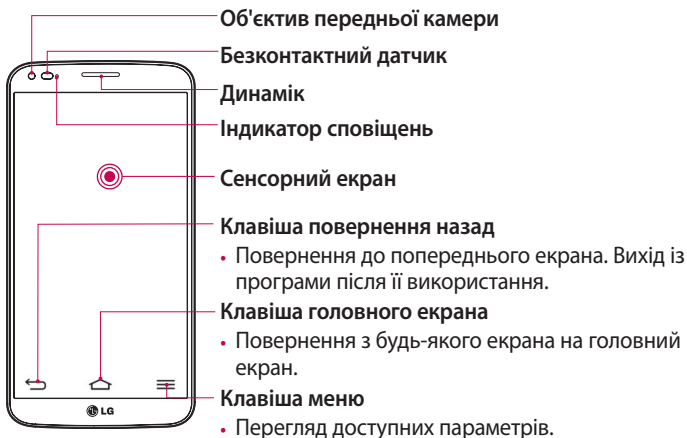 Об'єктив передньої камери
Безконтактний датчик
Динамік
Індикатор сповіщень
Сенсорний екран
Клавіша повернення назад
• Повернення до попереднього екрана. Вихід із
програми після її використання.
Клавіша головного екрана
• Повернення з будь-якого екрана на головний
екран.
Клавіша меню
• Перегляд доступних параметрів.
LG